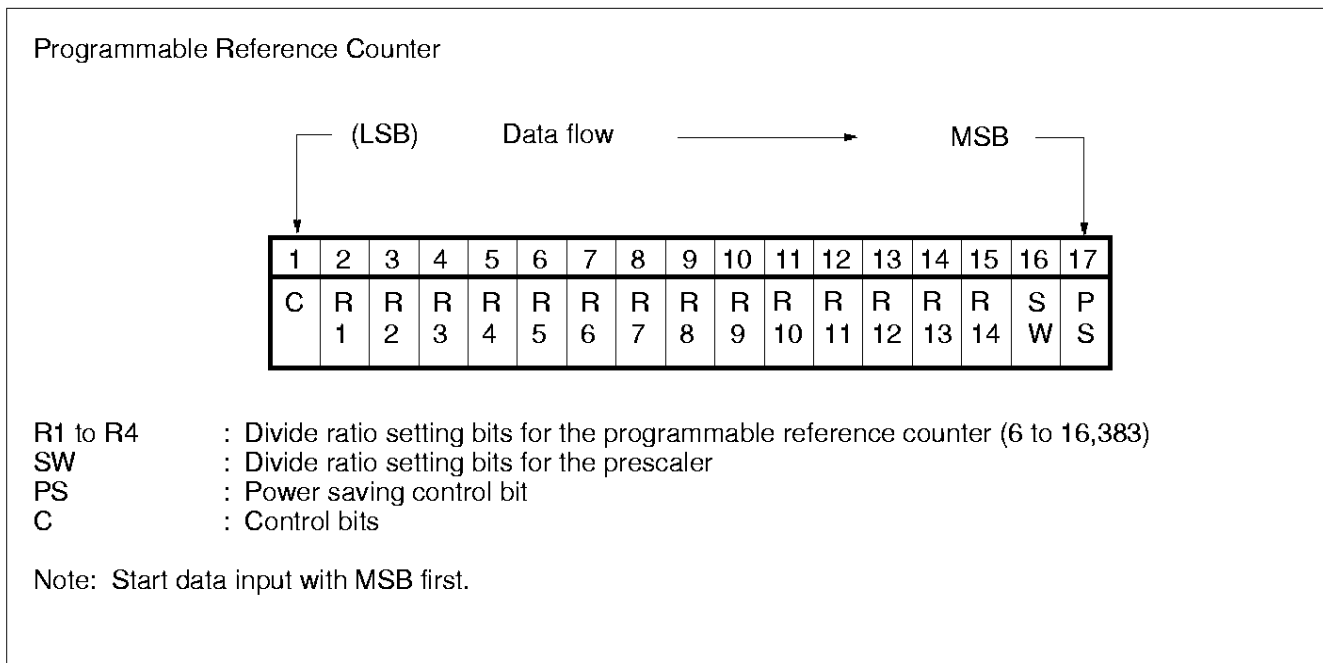 Programmable Reference Counter
(LSB) Data flow MSB
1 2 3 4 5 6 7 8 9 10 11 12 13 14 15 16 17
C R R R R R R R R R R R R R R S P
1 2 3 4 5 6 7 8 9 10 11 12 13 14 W S
R1 to R4 : Divide ratio setting bits for the programmable reference counter (6 to 16,383)
SW : Divide ratio setting bits for the prescaler
PS : Power saving control bit
C : Control bits
Note: Start data input with MSB first.